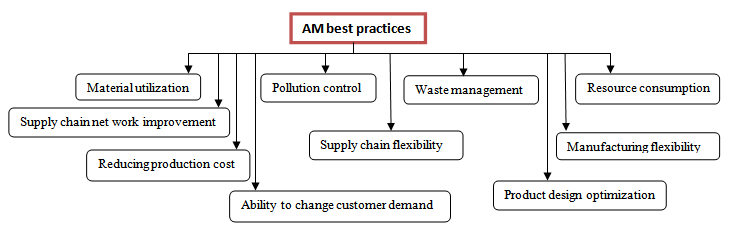 AM best practices
Material utilization
Pollution control
Waste management
Resource consumption
Supply chain net work improvement
Supply chain flexibility
Manufacturing flexibility
Reducing production cost
Ability to change customer demand
Product design optimization